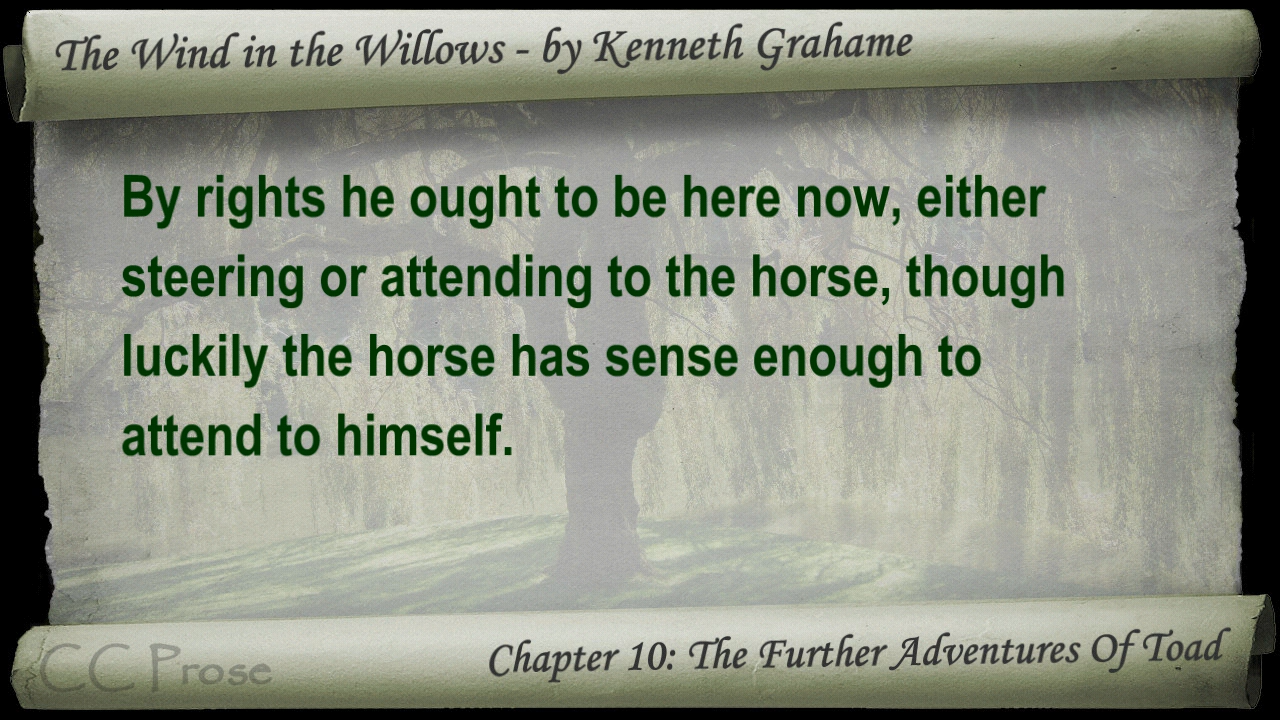 The Wind in the Willows - by Kenneth Grahame
By rights he ought to be here now, either
steering or attending to the horse, though
luckily the horse has sense enough to
attend to himself.
CC Prose
Chapter 10: The Further Adventures Of Toad